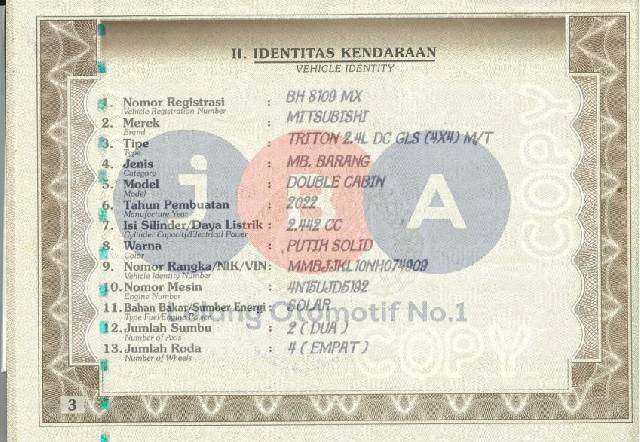 II. IDENTITAS KENDARAAN
VEHICLE IDENTITY
1. Nomor Registrasi : BH 8109 MX
Vehicle Registration Number
2. Merek : MITSUBISHI
Brand
3. Tipe : TRITON 2.4L DC GLS (4X4) M/T
Type
4. Jenis : MB. BARANG
Category
5. Model : DOUBLE CABIN
Model
6. Tahun Pembuatan : 2022
Manufacture Year
7. Isi Silinder/Daya Listrik : 2.442 CC
Cylinder Capacity/Electrical Power
8. Warna : PUTIH SOLID
Color
9. Nomor Rangka/NIK/VIN : MMBJJKL10NH074909
Vehicle Identity Number
10. Nomor Mesin : 4N15UJD5192
Engine Number
11. Bahan Bakar/Sumber Energi : SOLAR
Type Fuel/Engine Power
12. Jumlah Sumbu : 2 ( DUA )
Number of Axis
13. Jumlah Roda : 4 ( EMPAT )
Number of Wheels
3
JBA
Lelang Otomotif No.1
COPY
COPY